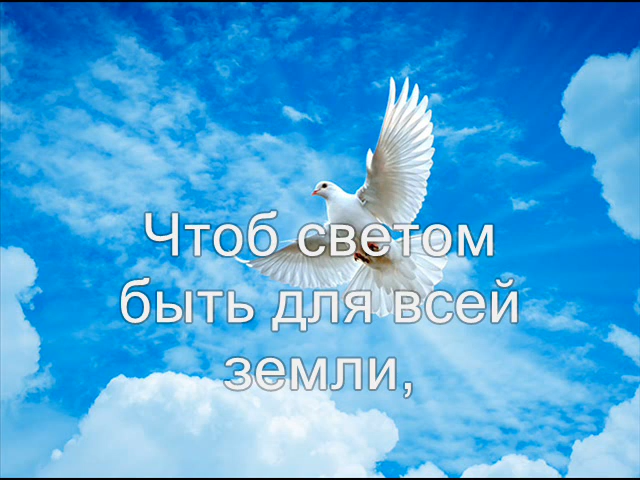 Чтоб светом
быть для всей
земли,